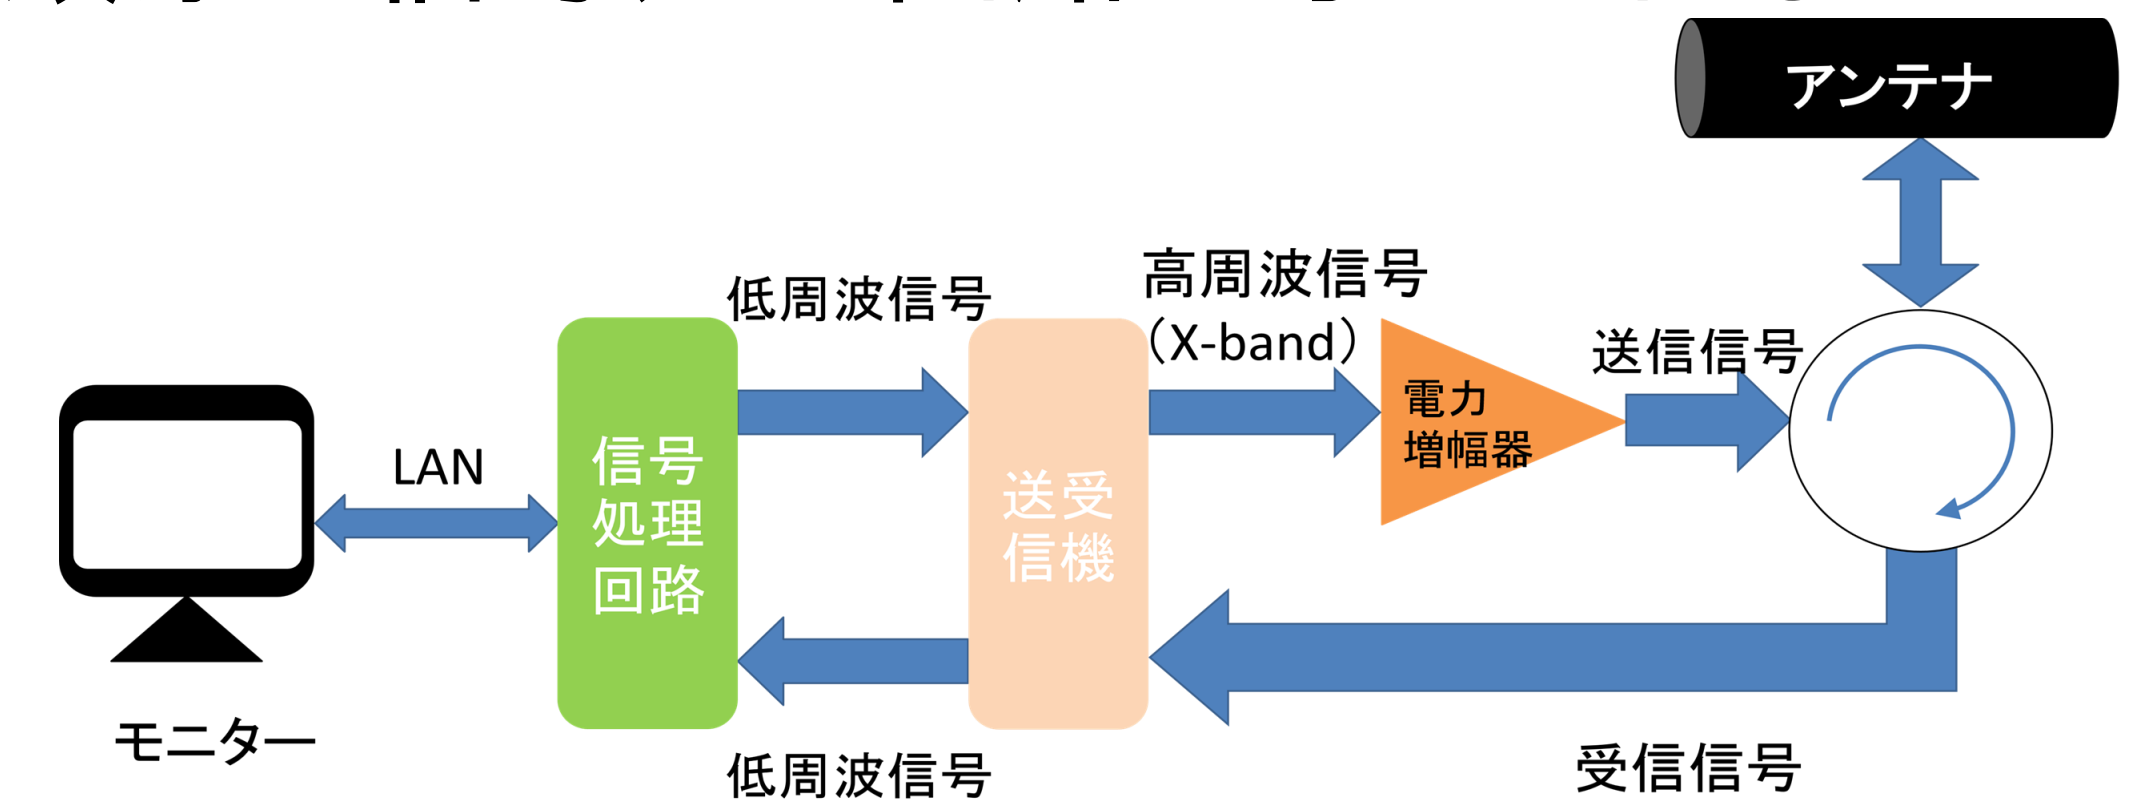 アンテナ
高周波信号
（X-band）
低周波信号
送信信号
電力
増幅器
LAN
信号
処理
回路
送受
信機
モニター
低周波信号
受信信号